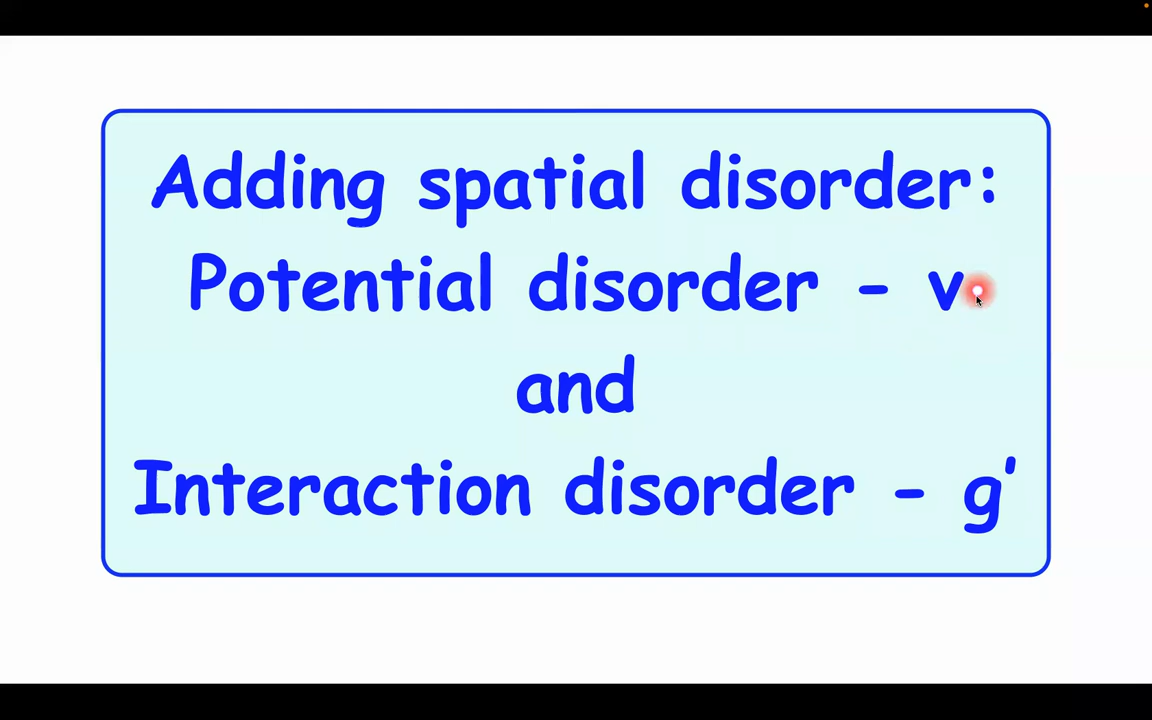 Adding spatial disorder:
Potential disorder - v
and
Interaction disorder - g'